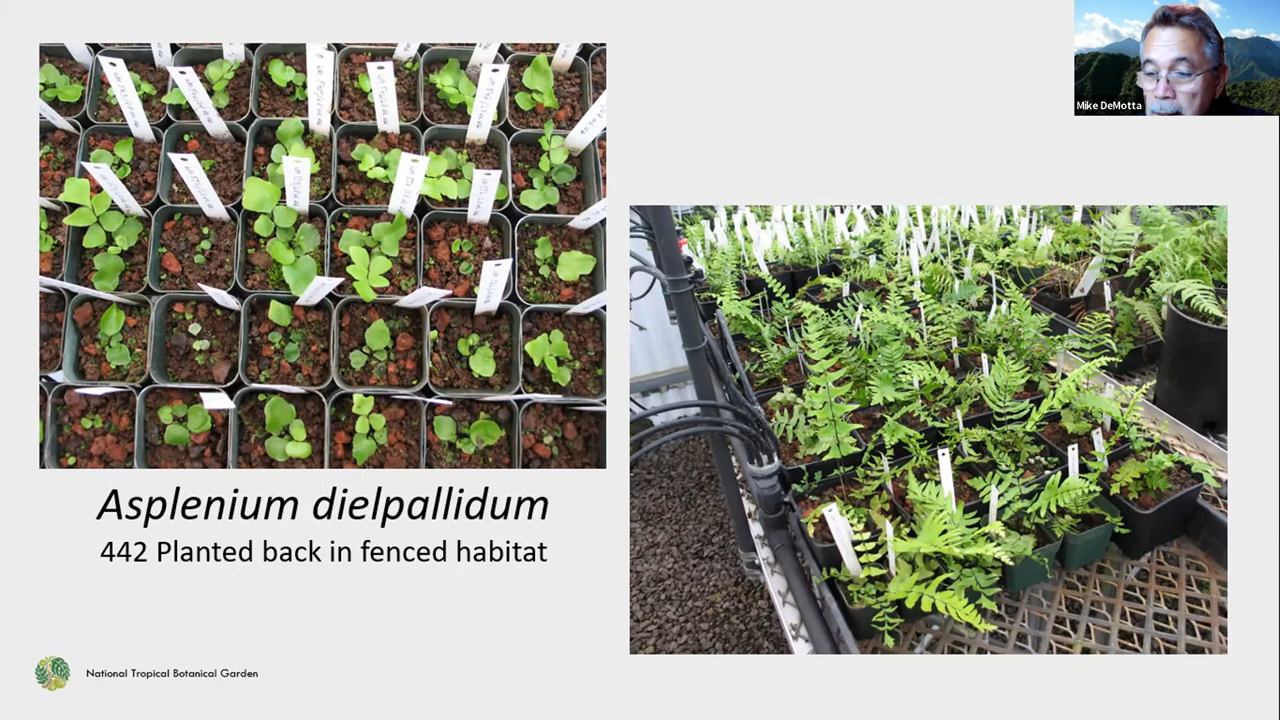 Mike DeMotta
Asplenium dielpallidum
442 Planted back in fenced habitat
National Tropical Botanical Garden